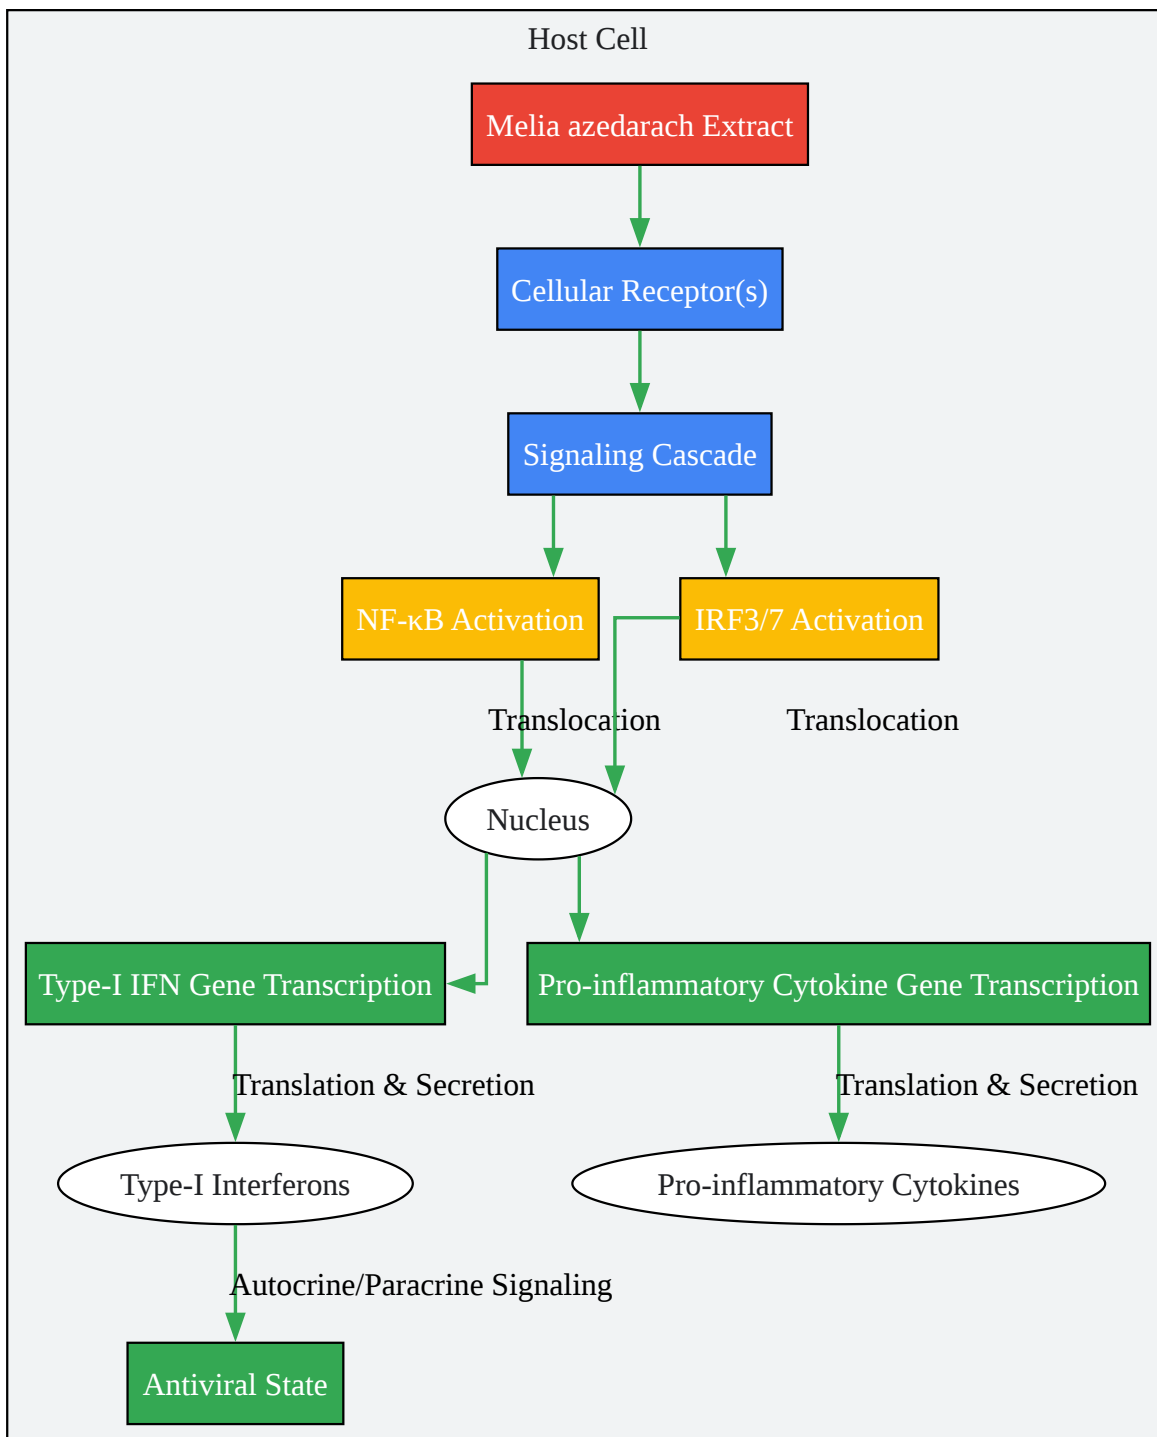 Host Cell
Melia azedarach Extract
Cellular Receptor(s)
Signaling Cascade
NF-κB Activation
IRF3/7 Activation
Translocation
Translocation
Nucleus
Type-I IFN Gene Transcription
Pro-inflammatory Cytokine Gene Transcription
Translation & Secretion
Translation & Secretion
Type-I Interferons
Pro-inflammatory Cytokines
Autocrine/Paracrine Signaling
Antiviral State